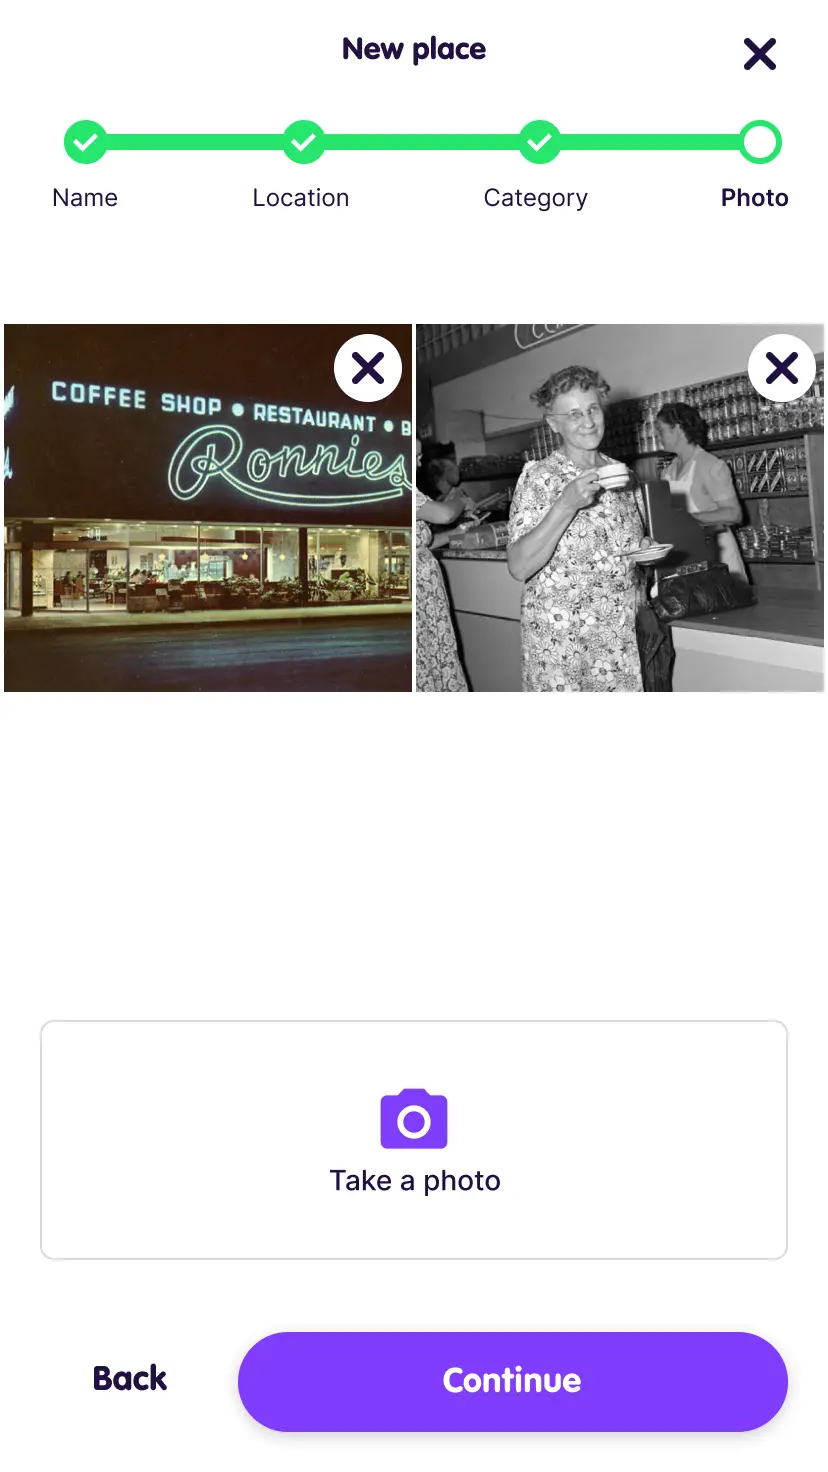 New place
Name
Location
Category
Photo
COFFEE SHOP • RESTAURANT • B
Ronnies
Take a photo
Back
Continue